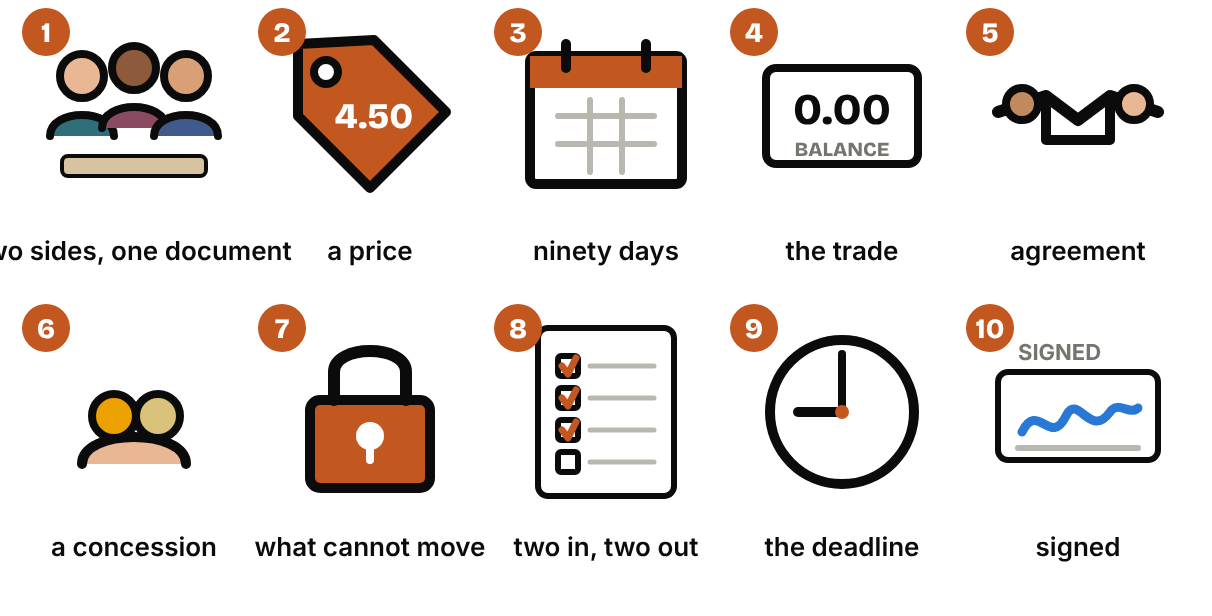 1
2
3
4
5
4.50
0.00
BALANCE
wo sides, one document
a price
ninety days
the trade
agreement
6
7
8
9
10
SIGNED
a concession
what cannot move
two in, two out
the deadline
signed